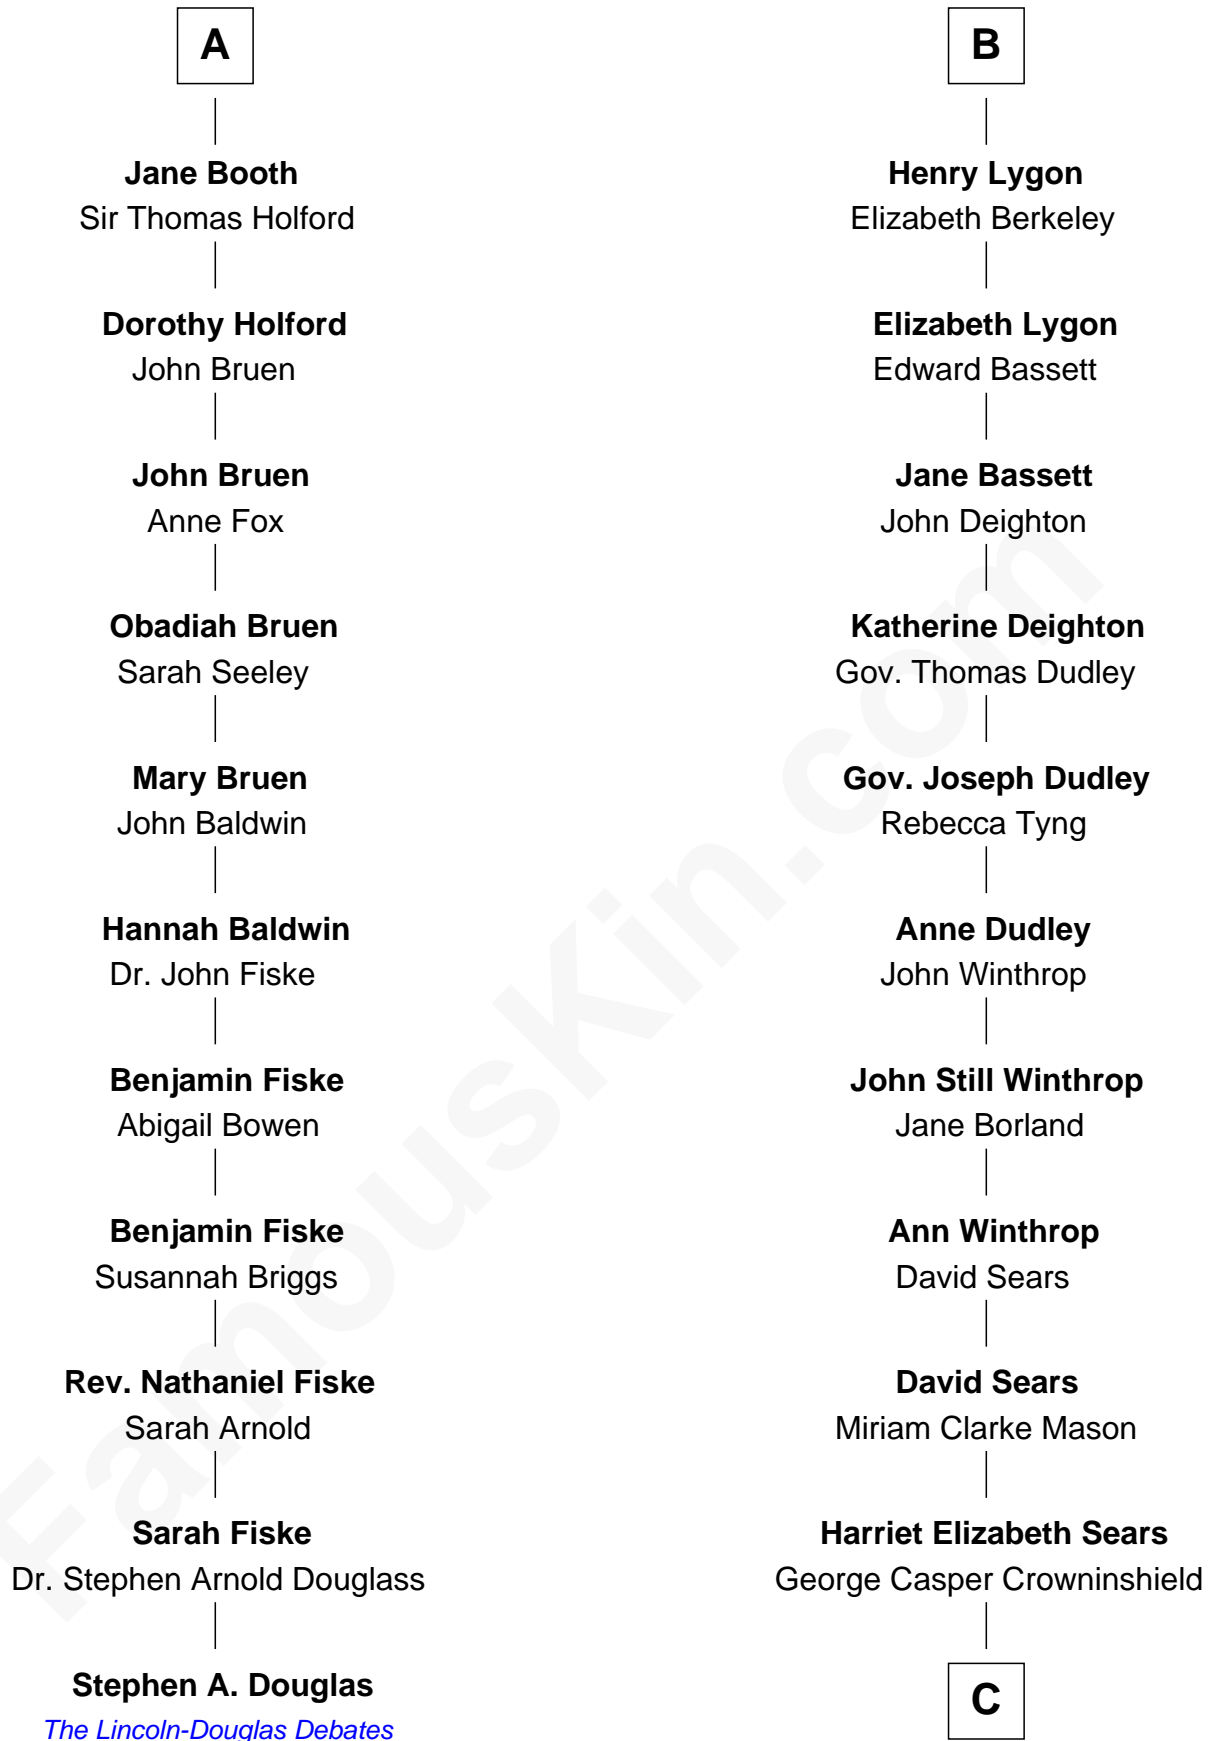 A
Jane Booth
Sir Thomas Holford
Dorothy Holford
John Bruen
John Bruen
Anne Fox
Obadiah Bruen
Sarah Seeley
Mary Bruen
John Baldwin
Hannah Baldwin
Dr. John Fiske
Benjamin Fiske
Abigail Bowen
Benjamin Fiske
Susannah Briggs
Rev. Nathaniel Fiske
Sarah Arnold
Sarah Fiske
Dr. Stephen Arnold Douglass
Stephen A. Douglas
The Lincoln-Douglas Debates
B
Henry Lygon
Elizabeth Berkeley
Elizabeth Lygon
Edward Bassett
Jane Bassett
John Deighton
Katherine Deighton
Gov. Thomas Dudley
Gov. Joseph Dudley
Rebecca Tyng
Anne Dudley
John Winthrop
John Still Winthrop
Jane Borland
Ann Winthrop
David Sears
David Sears
Miriam Clarke Mason
Harriet Elizabeth Sears
George Casper Crowninshield
C
FamousKin.com